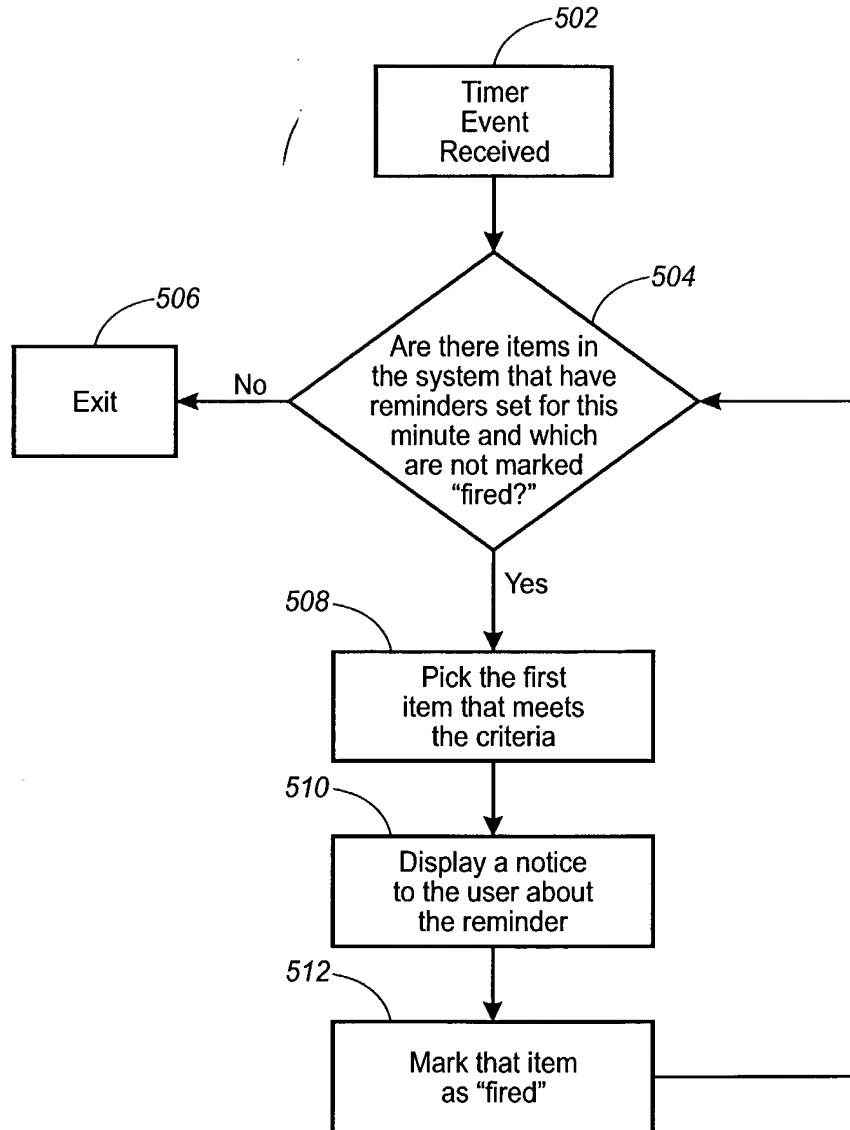 502
Timer
Event
Received
504
Are there items in
the system that have
reminders set for this
minute and which
are not marked
“fired?”
No
506
Exit
Yes
508
Pick the first
item that meets
the criteria
510
Display a notice
to the user about
the reminder
512
Mark that item
as “fired”